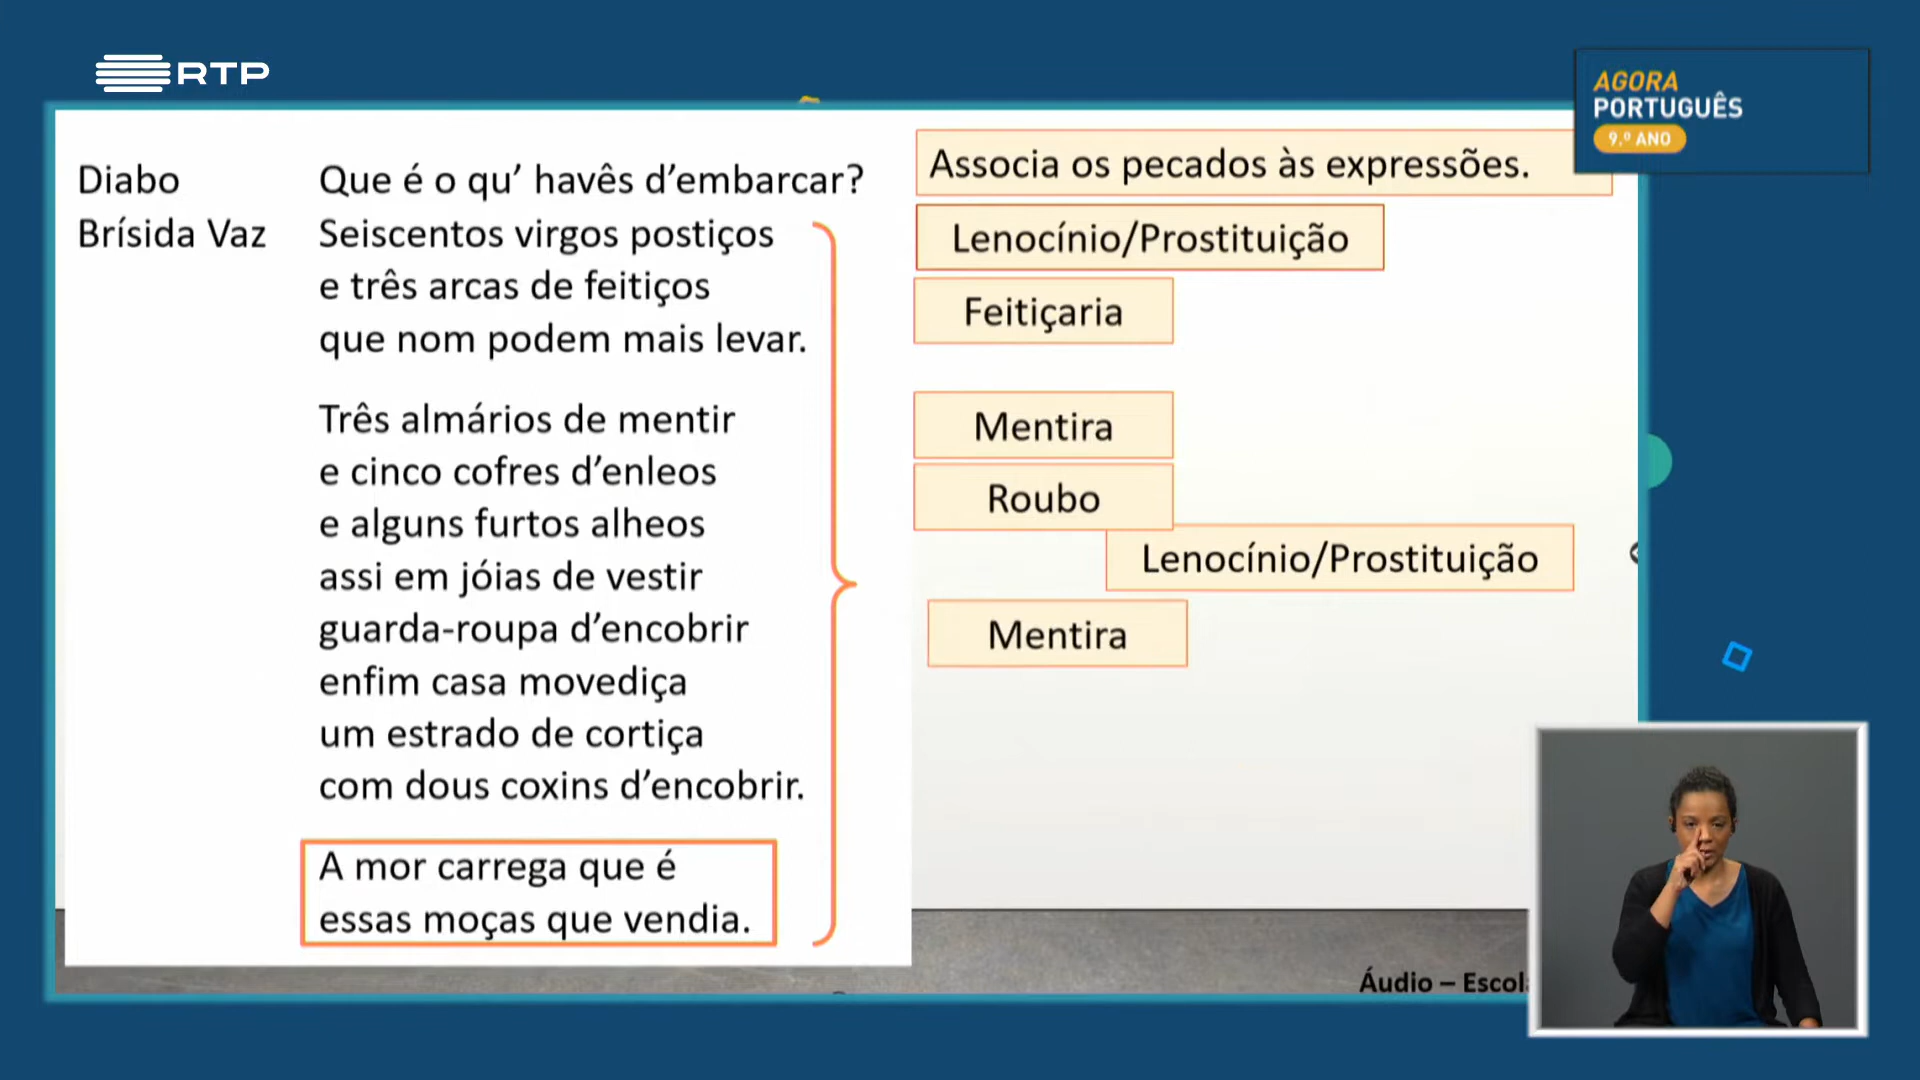 RTP
AGORA
PORTUGUÊS
9.º ANO
Diabo Que é o qu’ havês d’embarcar?
Brísida Vaz Seiscentos virgos postiços
e três arcas de feitiços
que nom podem mais levar.
Três almários de mentir
e cinco cofres d’enleos
e alguns furtos alheos
assi em jóias de vestir
guarda-roupa d’encobrir
enfim casa movediça
um estrado de cortiça
com dous coxins d’encobrir.
A mor carrega que é
essas moças que vendia.
Associa os pecados às expressões.
Lenocínio/Prostituição
Feitiçaria
Mentira
Roubo
Lenocínio/Prostituição
Mentira
Áudio – Escol